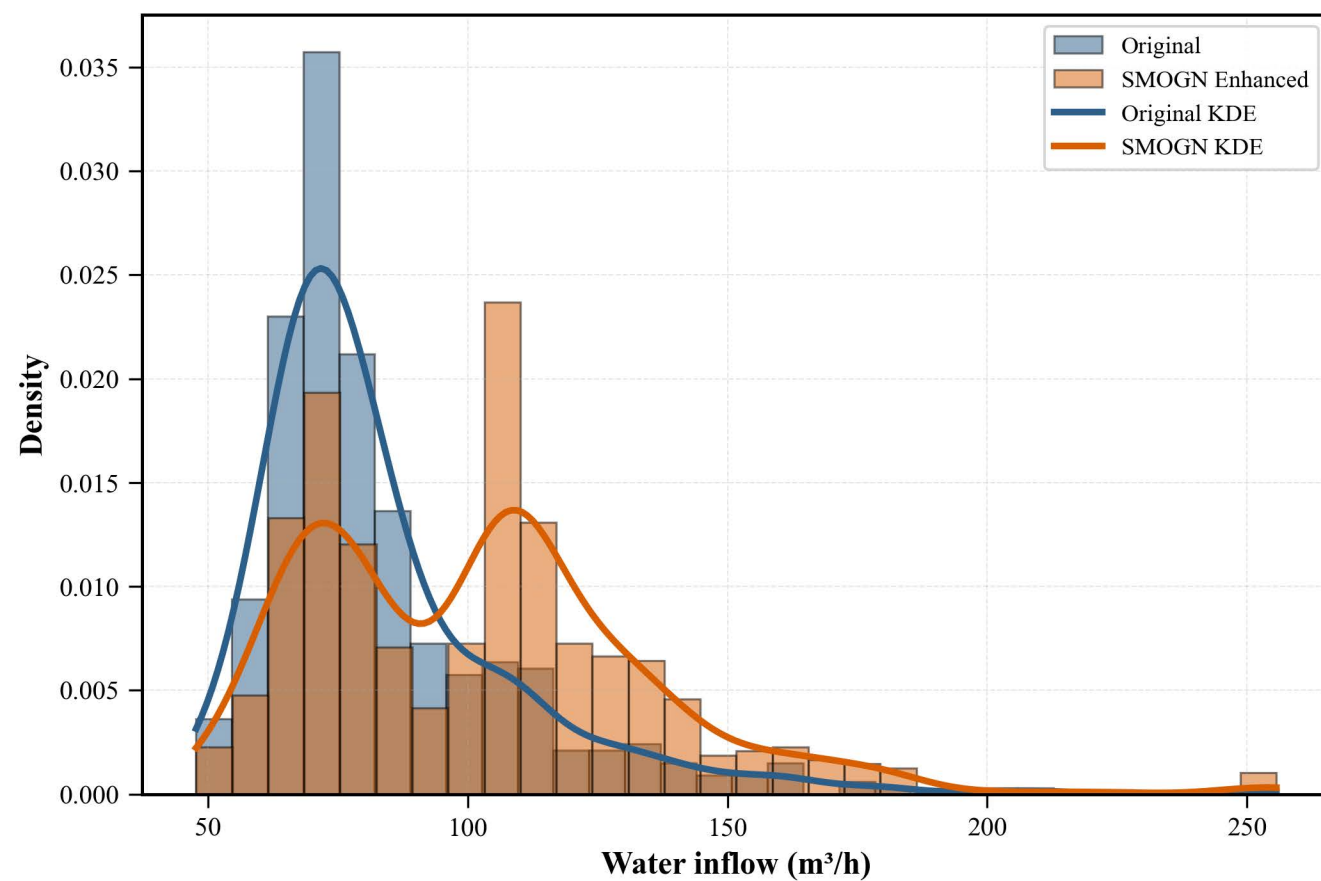 Original
SMOGN Enhanced
Original KDE
SMOGN KDE
Density
0.035
0.030
0.025
0.020
0.015
0.010
0.005
0.000
50 100 150 200 250
Water inflow (m³/h)